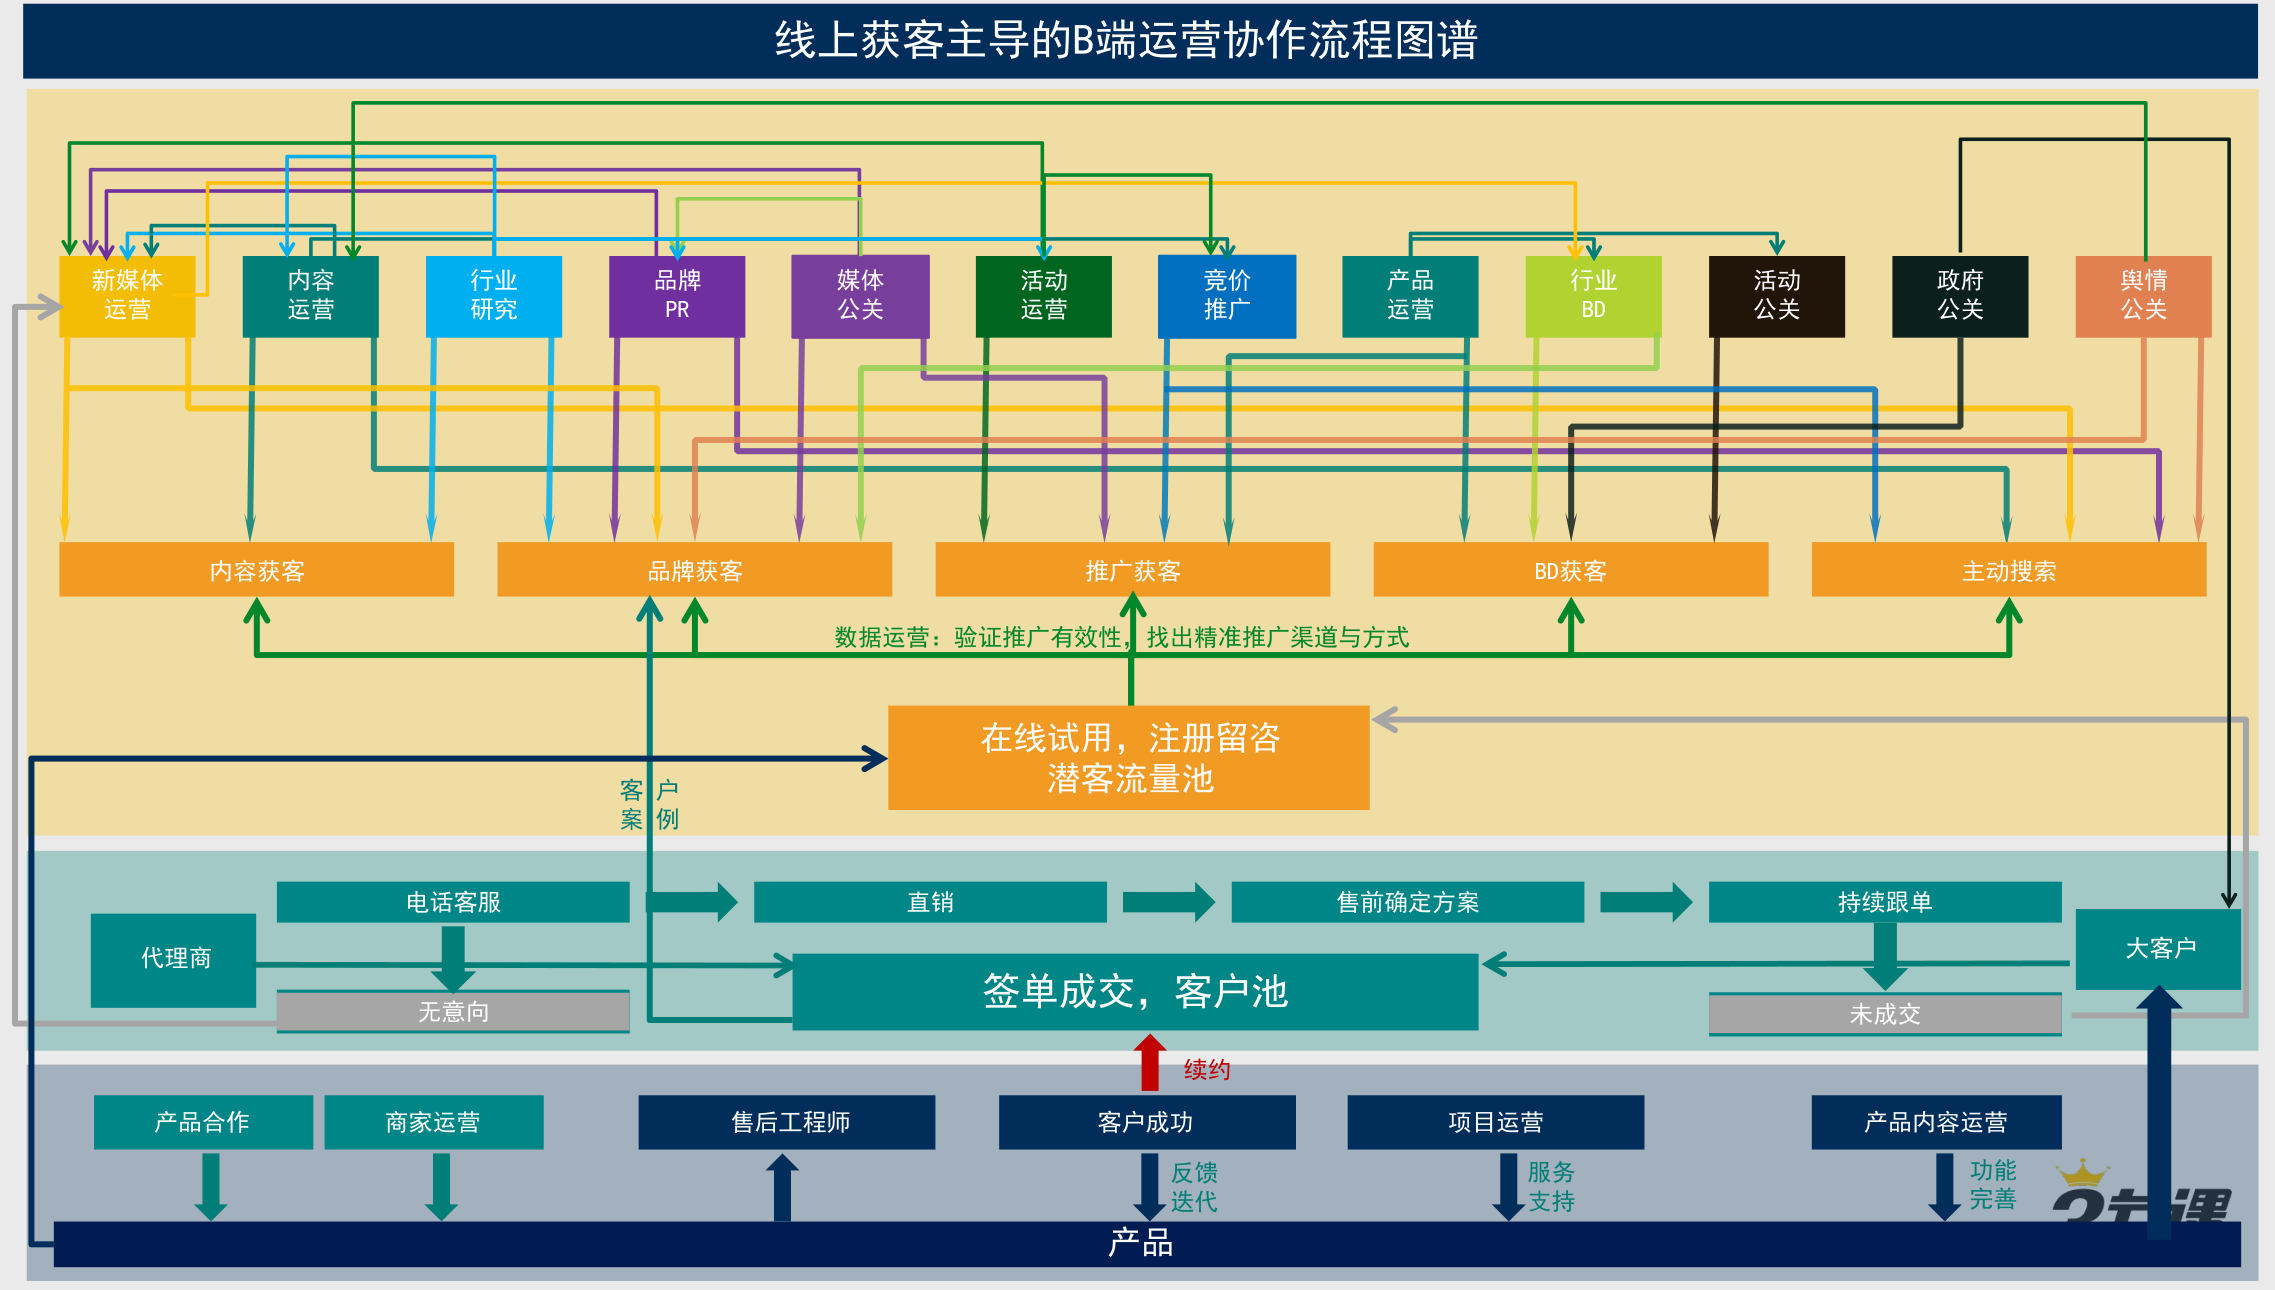 线上获客主导的B端运营协作流程图谱
新媒体
运营
内容
运营
行业
研究
品牌
PR
媒体
公关
活动
运营
竞价
推广
产品
运营
行业
BD
活动
公关
政府
公关
舆情
公关
内容获客
品牌获客
推广获客
BD获客
主动搜索
数据运营：验证推广有效性，找出精准推广渠道与方式
在线试用，注册留咨
潜客流量池
客 户
案 例
电话客服
直销
售前确定方案
持续跟单
代理商
大客户
签单成交，客户池
无意向
未成交
续约
产品合作
商家运营
售后工程师
客户成功
项目运营
产品内容运营
反馈
迭代
服务
支持
功能
完善
3节课
产品